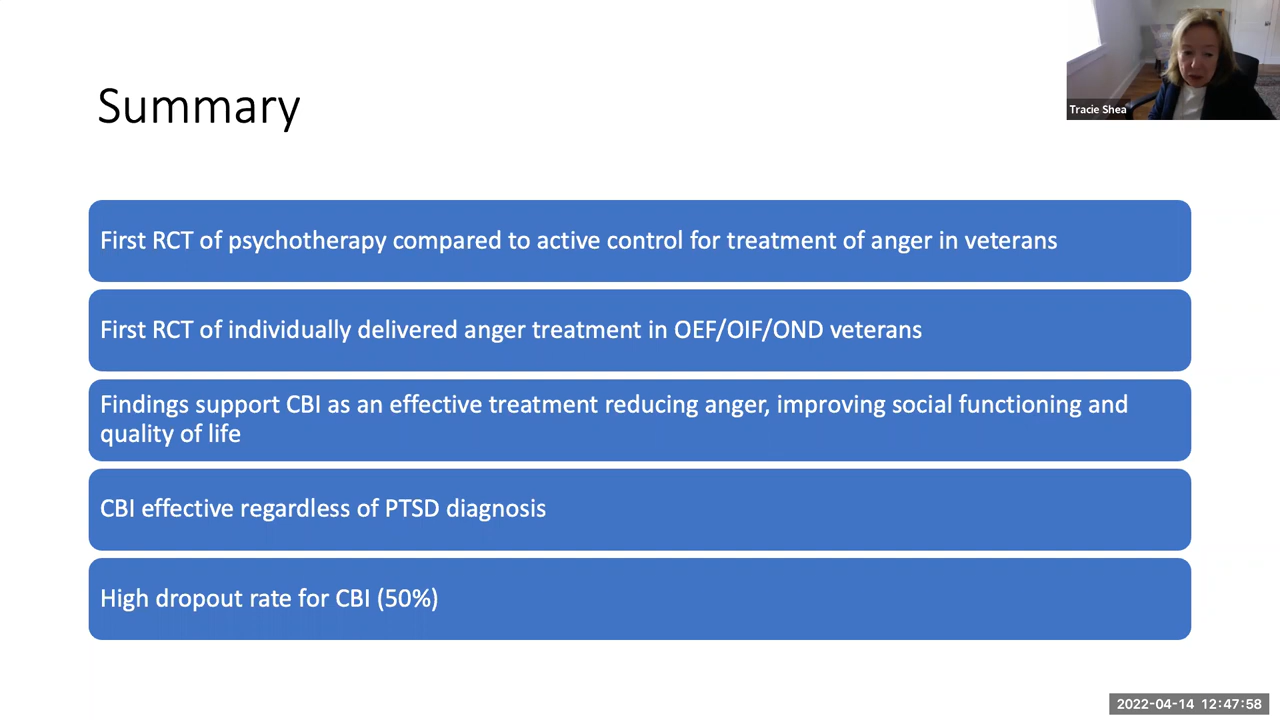 Summary
Tracie Shea
First RCT of psychotherapy compared to active control for treatment of anger in veterans
First RCT of individually delivered anger treatment in OEF/OIF/OND veterans
Findings support CBI as an effective treatment reducing anger, improving social functioning and
quality of life
CBI effective regardless of PTSD diagnosis
High dropout rate for CBI (50%)
2022-04-14 12:47:58